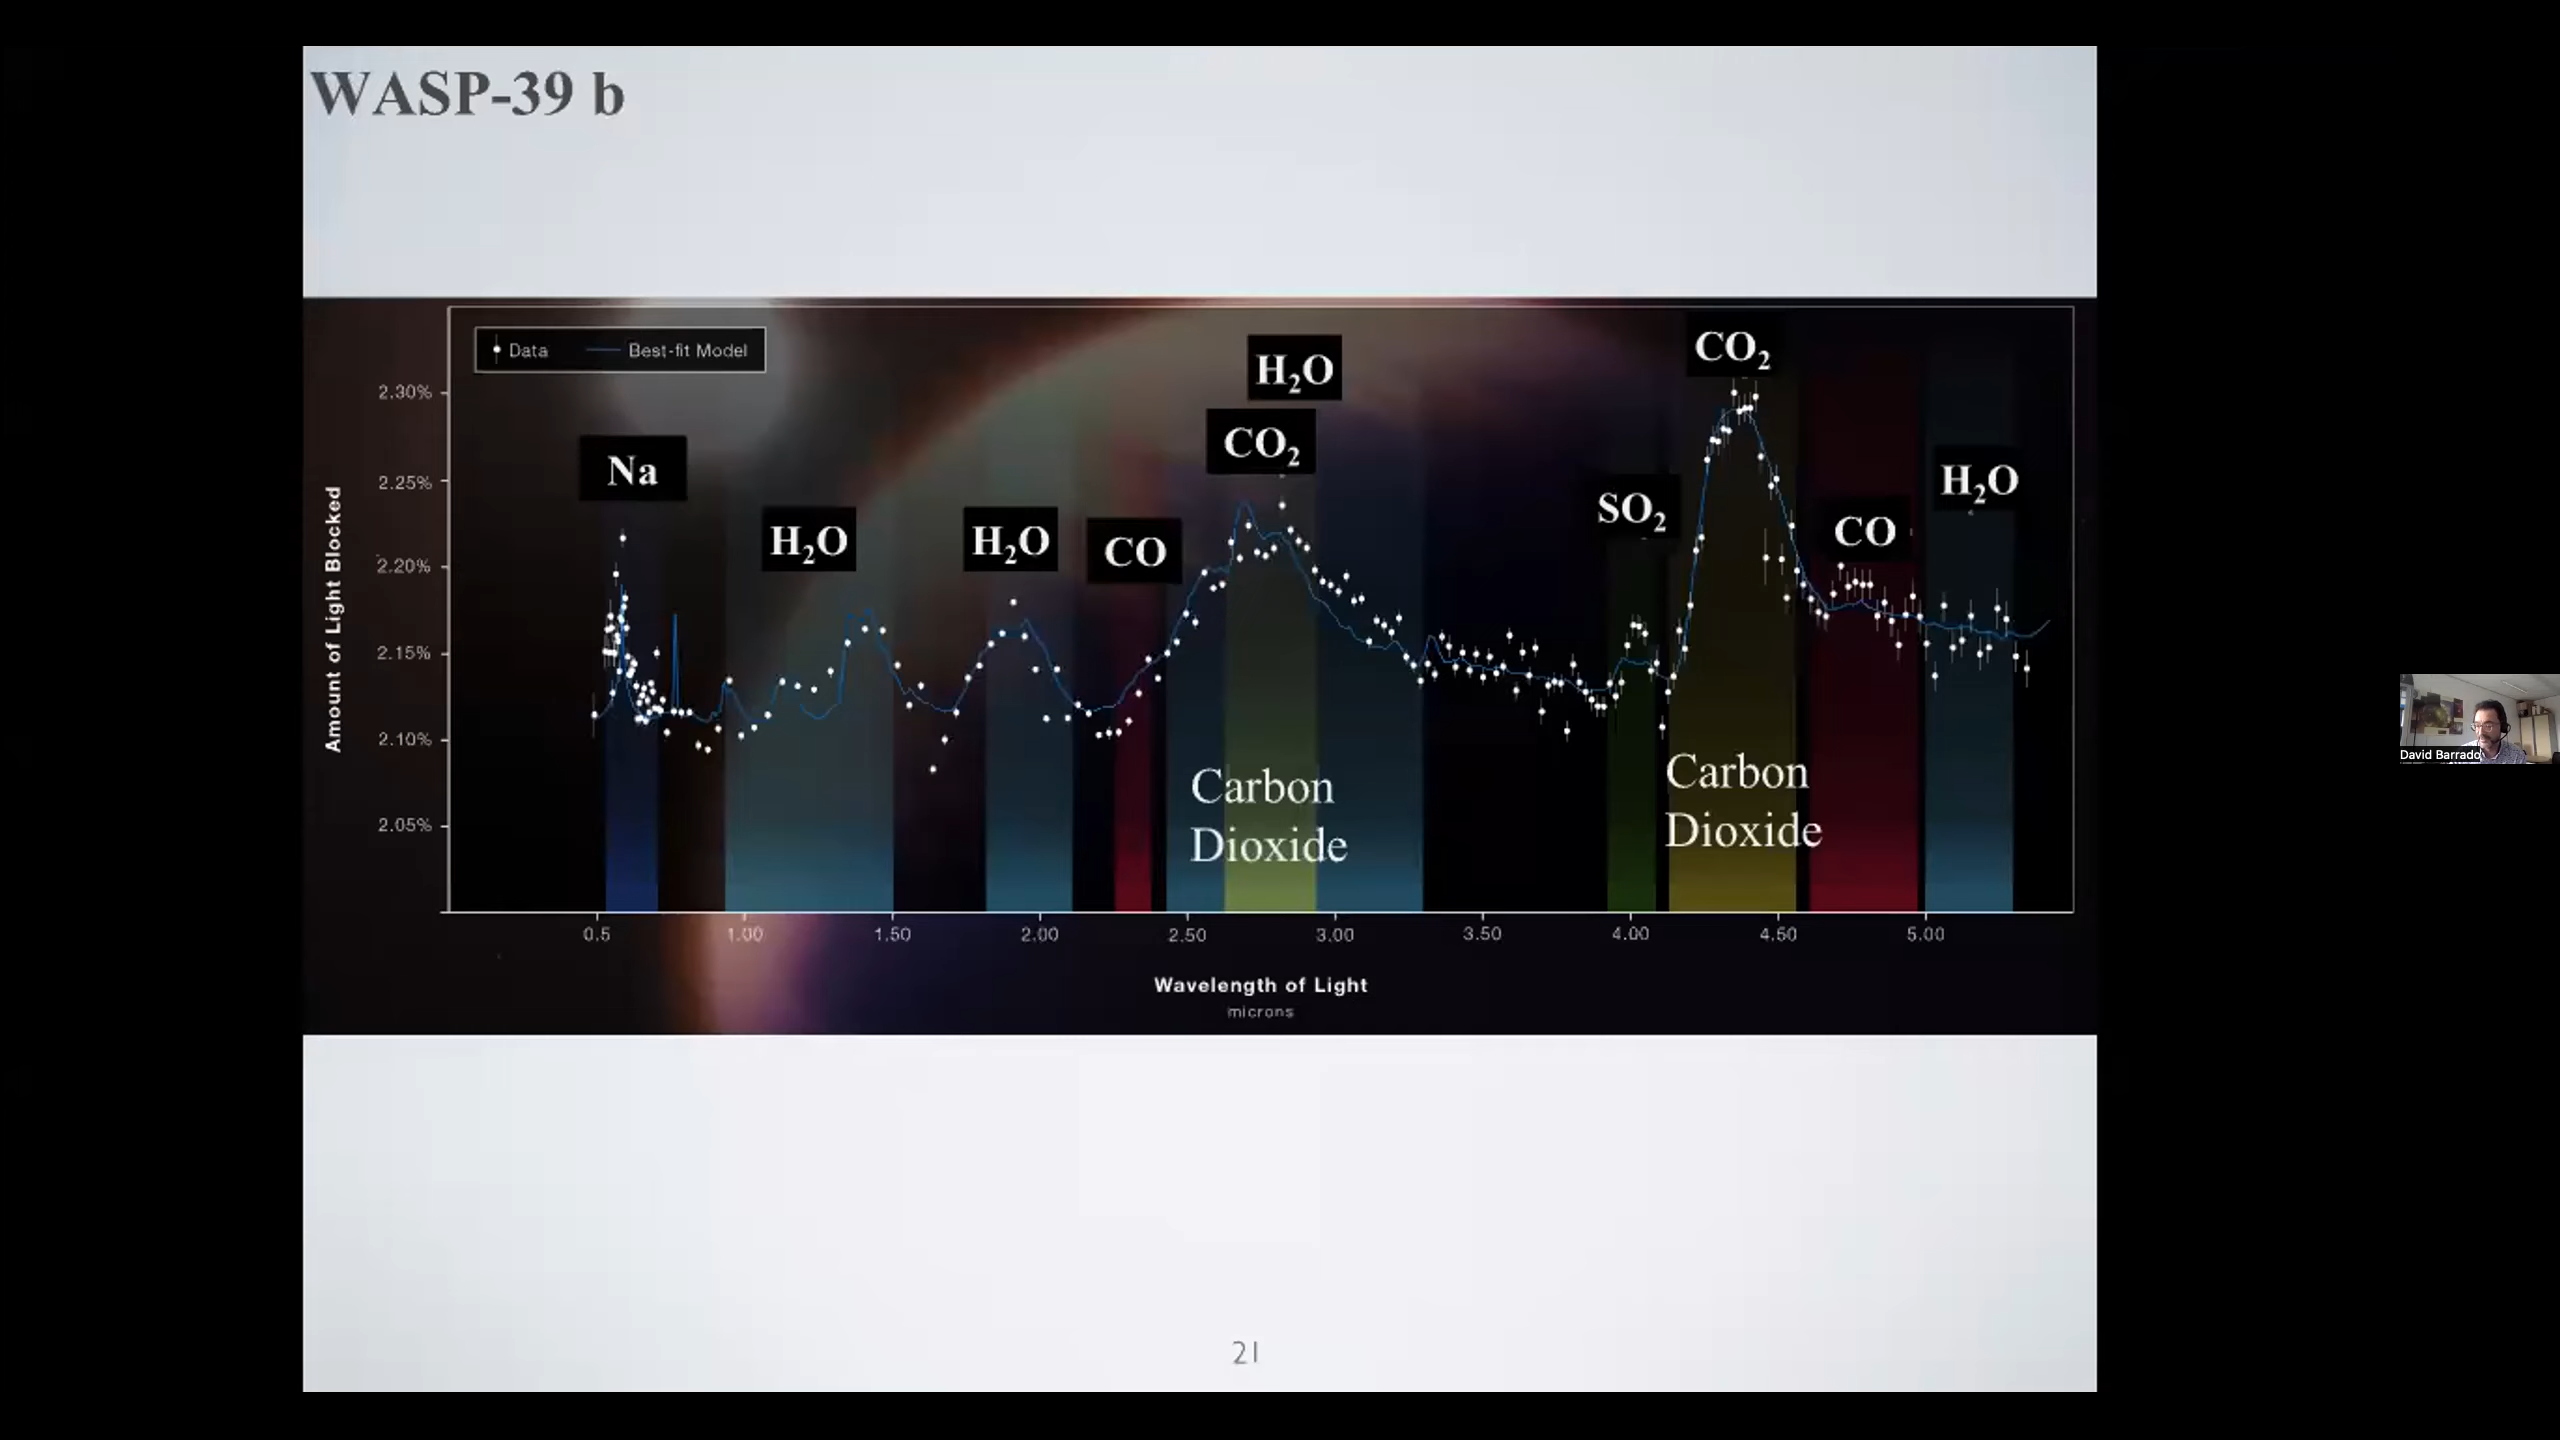 WASP-39 b
Data
Best-fit Model
H₂O
CO₂
CO₂
Na
H₂O
H₂O
CO
SO₂
CO
H₂O
2.30%
2.25%
2.20%
2.15%
2.10%
2.05%
Amount of Light Blocked
Carbon
Dioxide
Carbon
Dioxide
0.5
1.00
1.50
2.00
2.50
3.00
3.50
4.00
4.50
5.00
Wavelength of Light
microns
David Barrado
21